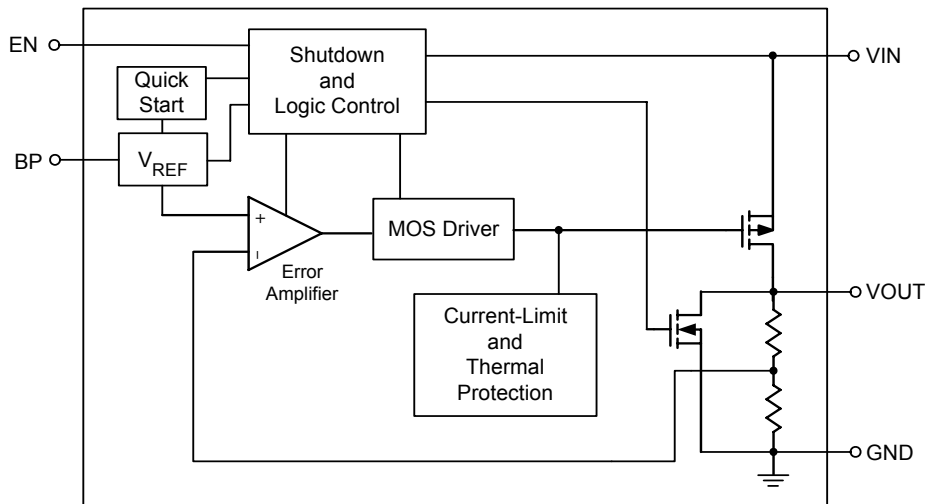 EN
Shutdown
and
Logic Control
VIN
Quick
Start
BP
VREF
+
-
MOS Driver
Error
Amplifier
VOUT
Current-Limit
and
Thermal
Protection
GND